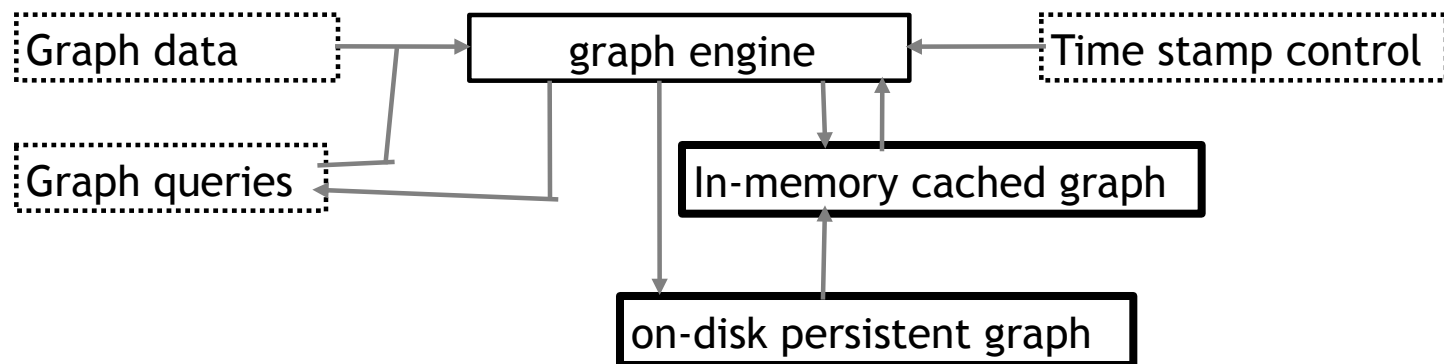 Graph data
graph engine
Time stamp control
Graph queries
In-memory cached graph
on-disk persistent graph